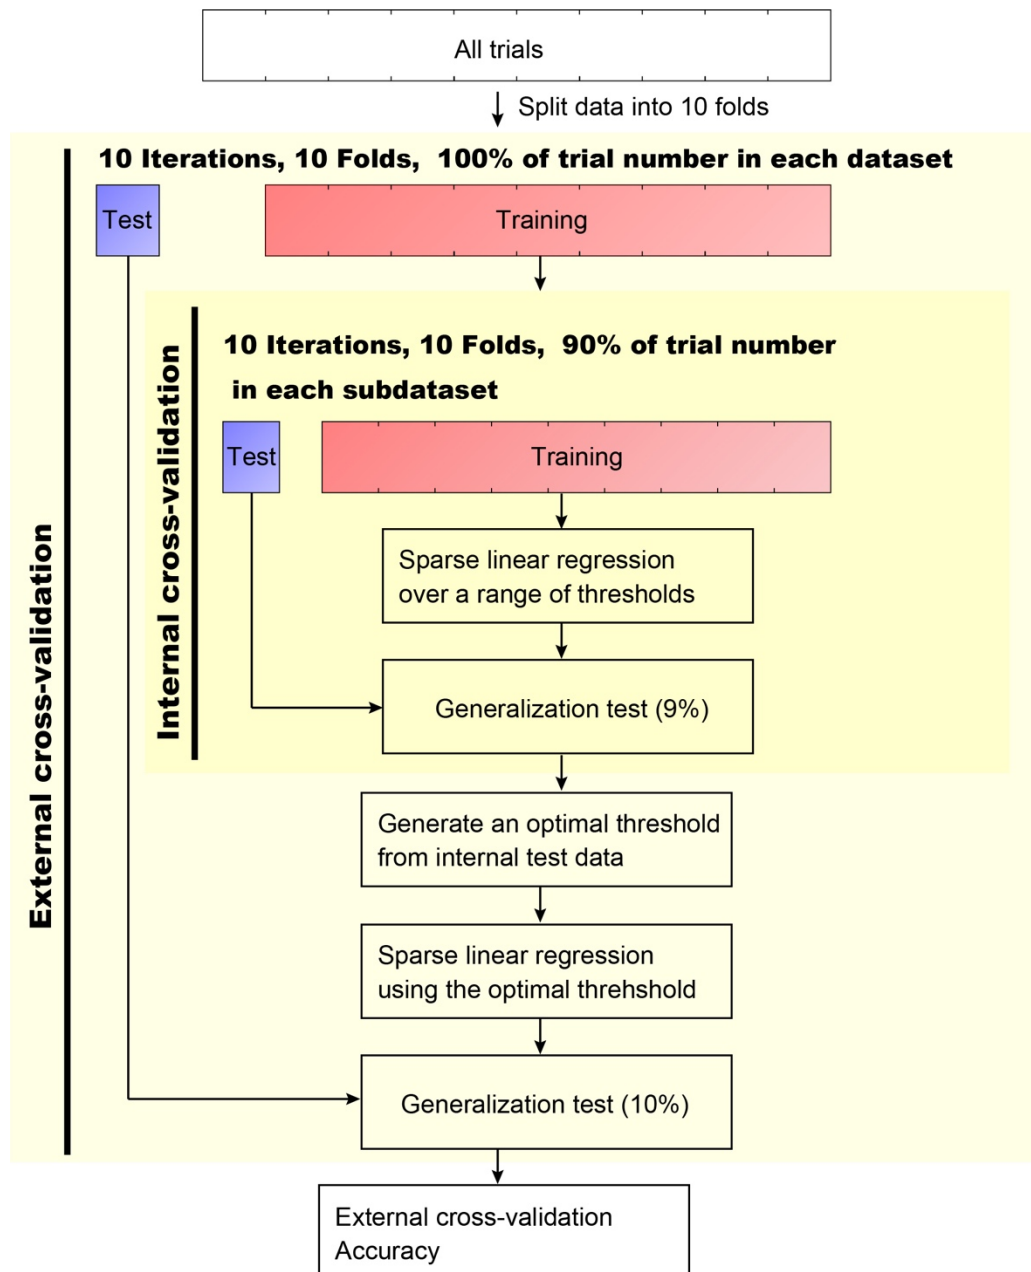 All trials
Split data into 10 folds
10 Iterations, 10 Folds, 100% of trial number in each dataset
Test
Training
10 Iterations, 10 Folds, 90% of trial number
in each subdataset
Test
Training
Sparse linear regression
over a range of thresholds
Generalization test (9%)
Internal cross-validation
Generate an optimal threshold
from internal test data
Sparse linear regression
using the optimal threhshold
Generalization test (10%)
External cross-validation
External cross-validation
Accuracy